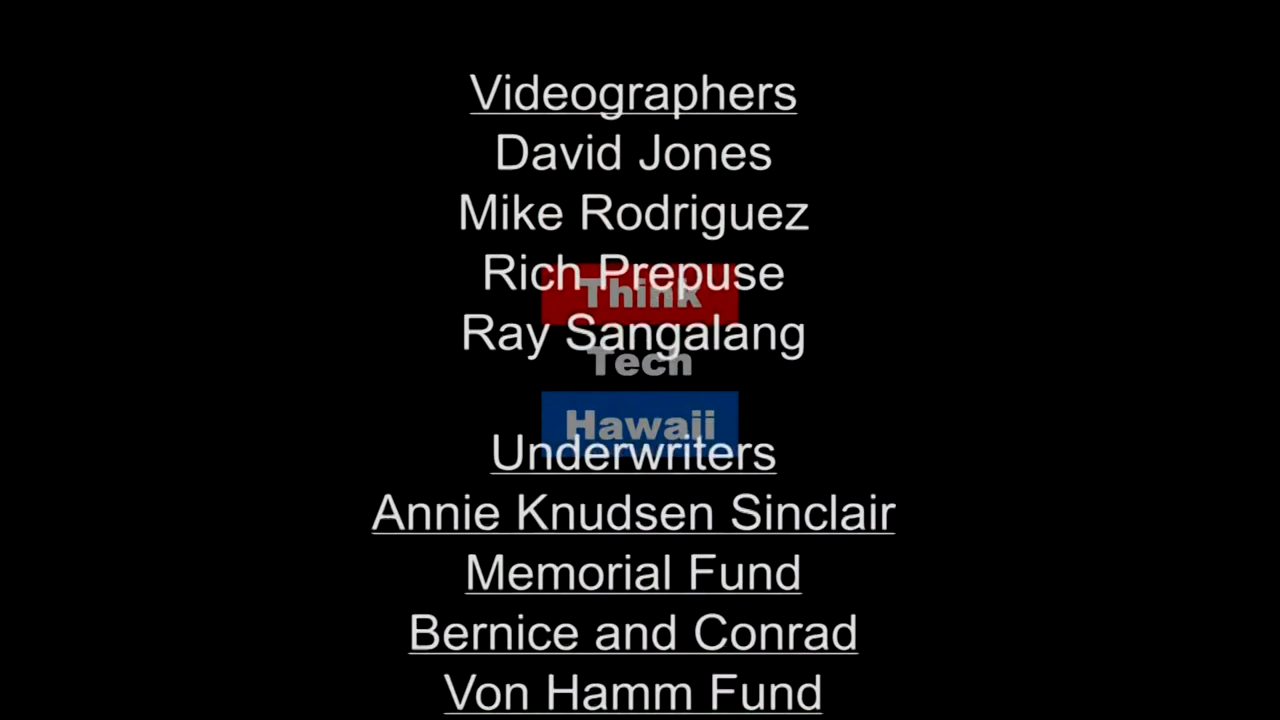 Videographers
David Jones
Mike Rodriguez
Rich Prepuse
Think
Ray Sangalang
Tech
Hawaii
Underwriters
Annie Knudsen Sinclair
Memorial Fund
Bernice and Conrad
Von Hamm Fund